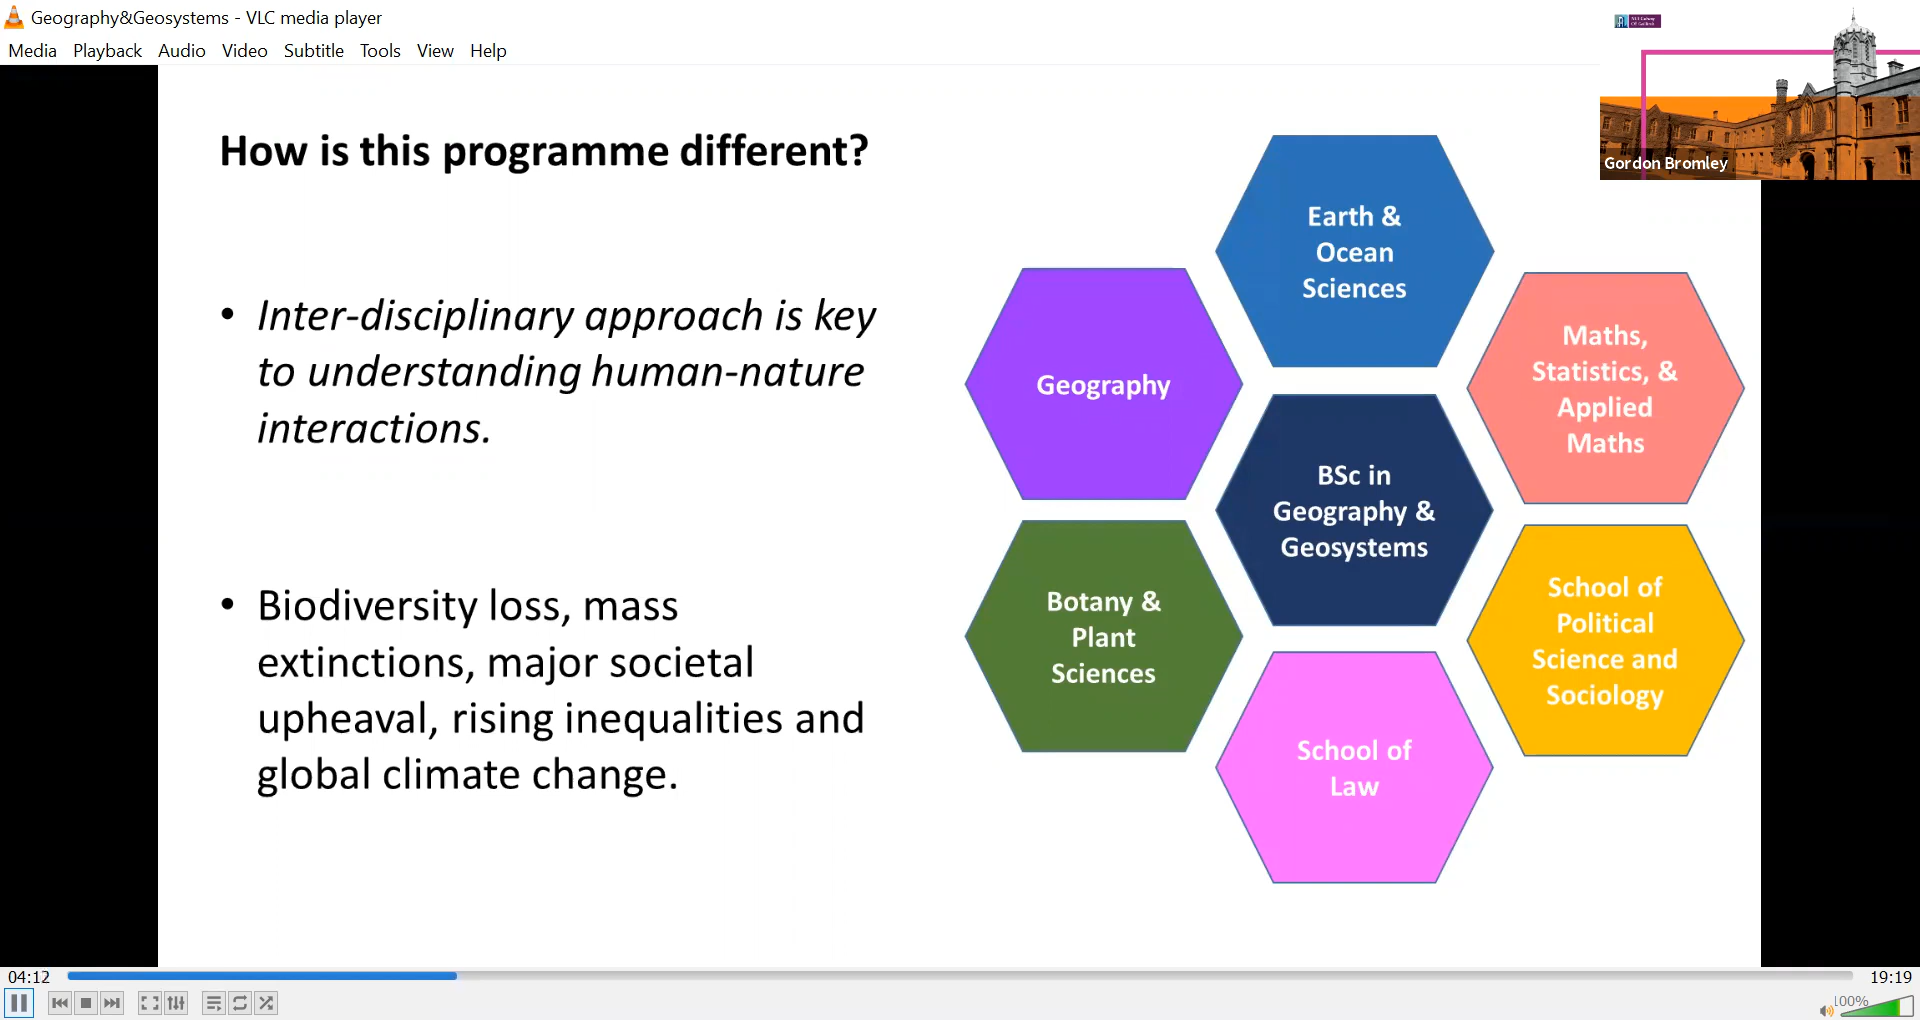 Geography&Geosystems - VLC media player
Media Playback Audio Video Subtitle Tools View Help
Gordon Bromley
How is this programme different?
• Inter-disciplinary approach is key
to understanding human-nature
interactions.
• Biodiversity loss, mass
extinctions, major societal
upheaval, rising inequalities and
global climate change.
Earth &
Ocean
Sciences
Geography
Maths,
Statistics, &
Applied
Maths
BSc in
Geography &
Geosystems
Botany &
Plant
Sciences
School of
Political
Science and
Sociology
School of
Law
04:12
19:19
100%